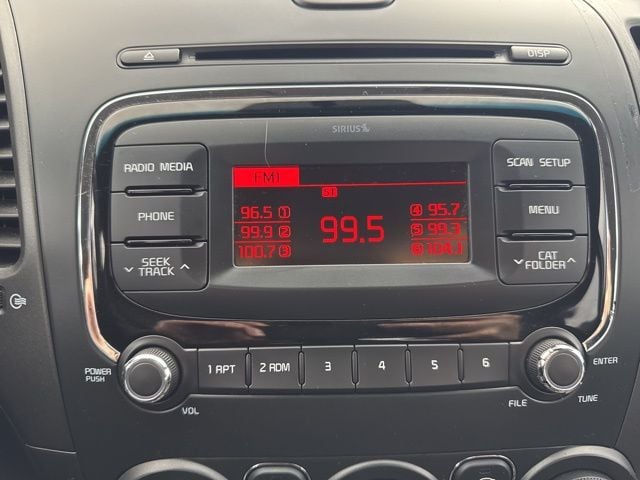 DISP
SIRIUS
RADIO MEDIA
PHONE
SEEK
TRACK
FM1
ST
96.5 1
99.9 2
100.7 3
99.5
4 95.7
5 99.3
6 104.1
SCAN SETUP
MENU
CAT
FOLDER
POWER
PUSH
VOL
1 RPT
2 RDM
3
4
5
6
ENTER
FILE
TUNE